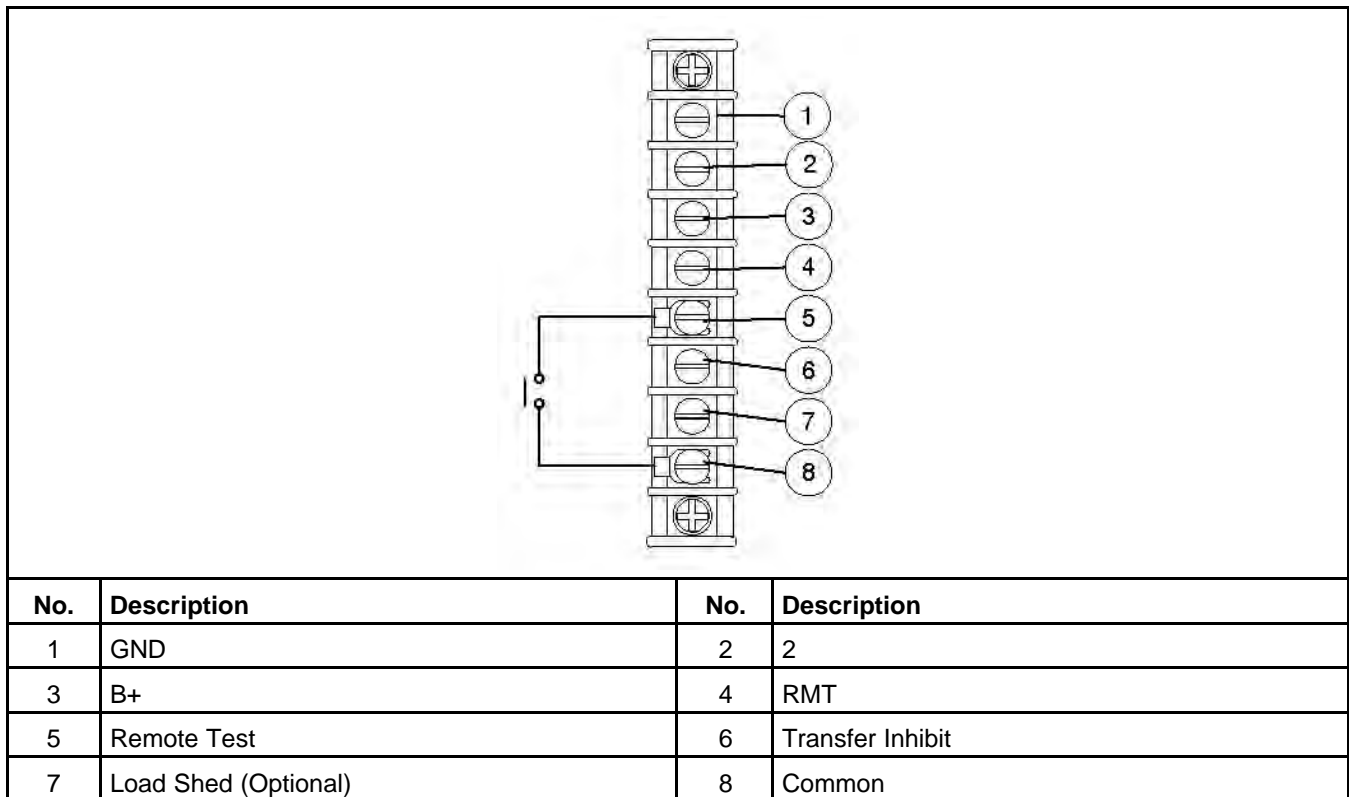 1
2
3
4
5
6
7
8
No. Description No. Description
1 GND 2 2
3 B+ 4 RMT
5 Remote Test 6 Transfer Inhibit
7 Load Shed (Optional) 8 Common